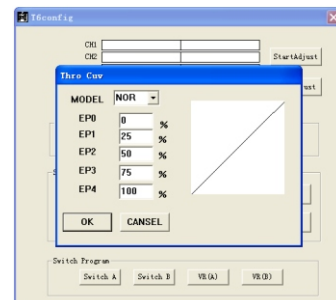 T6config
CH1
CH2
StartAdjust
Thro Cuv
MODEL NOR
EP0 0 %
EP1 25 %
EP2 50 %
EP3 75 %
EP4 100 %
OK CANSEL
Switch Program
Switch A Switch B VR(A) VR(B)